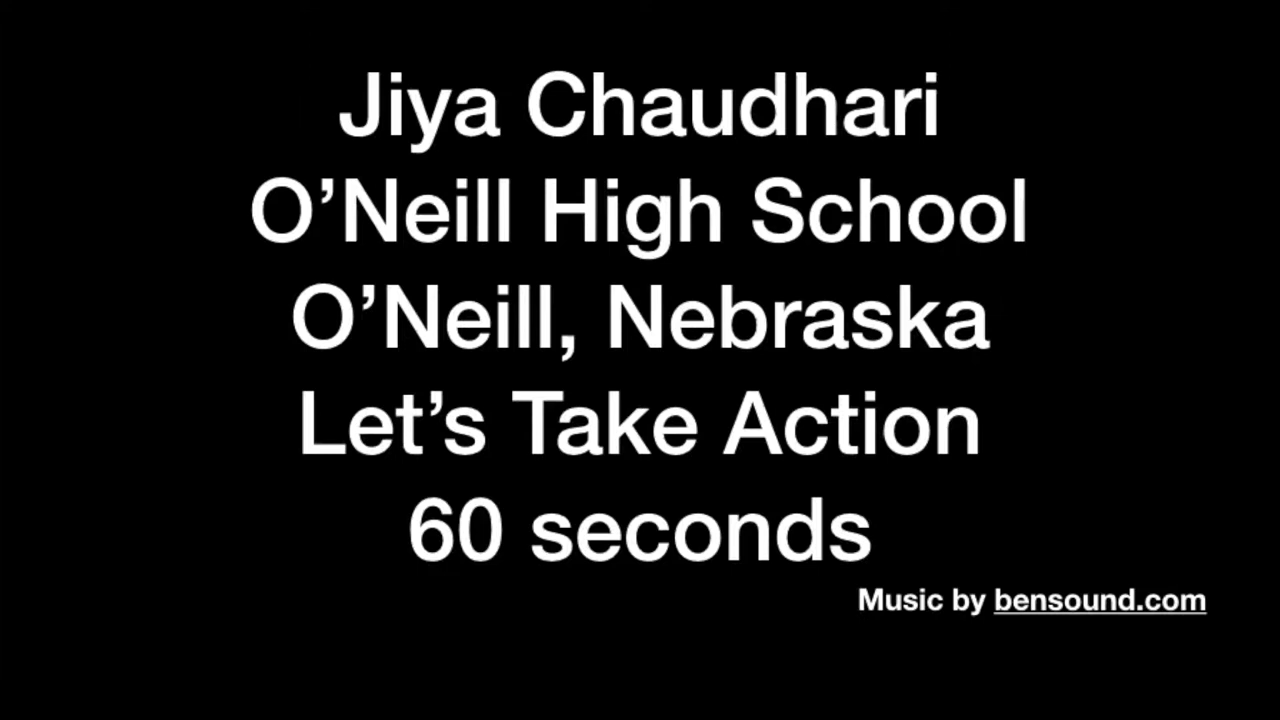 Jiya Chaudhari
O’Neill High School
O’Neill, Nebraska
Let’s Take Action
60 seconds
Music by bensound.com